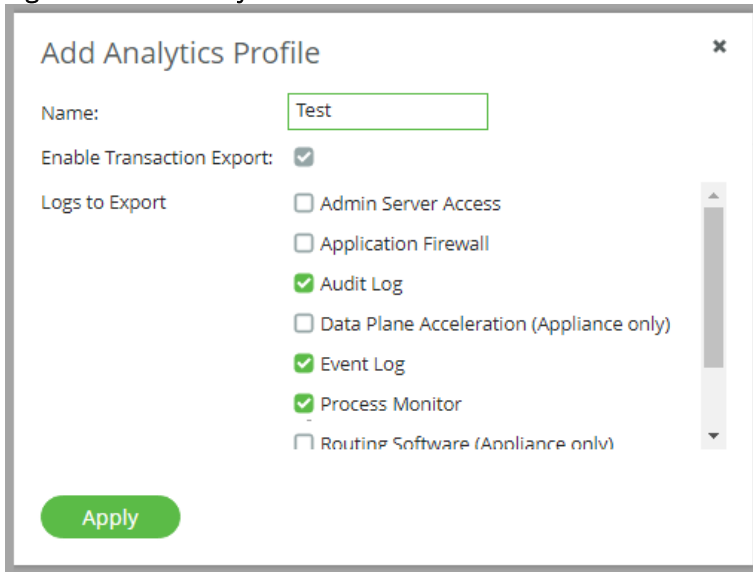 Add Analytics Profile
Name: Test
Enable Transaction Export:
Logs to Export
Admin Server Access
Application Firewall
Audit Log
Data Plane Acceleration (Appliance only)
Event Log
Process Monitor
Routing Software (Appliance only)
Apply